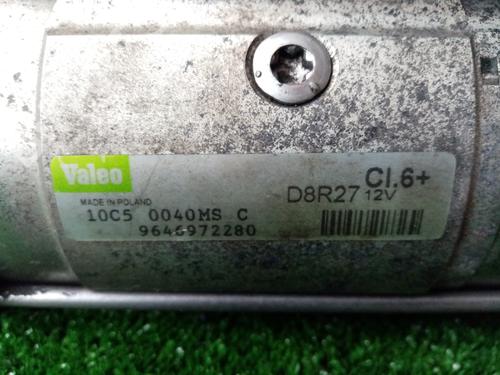 Valeo
Cl.6+
MADE IN POLAND
D8R27 12V
10C5 0040MS C
9646972280